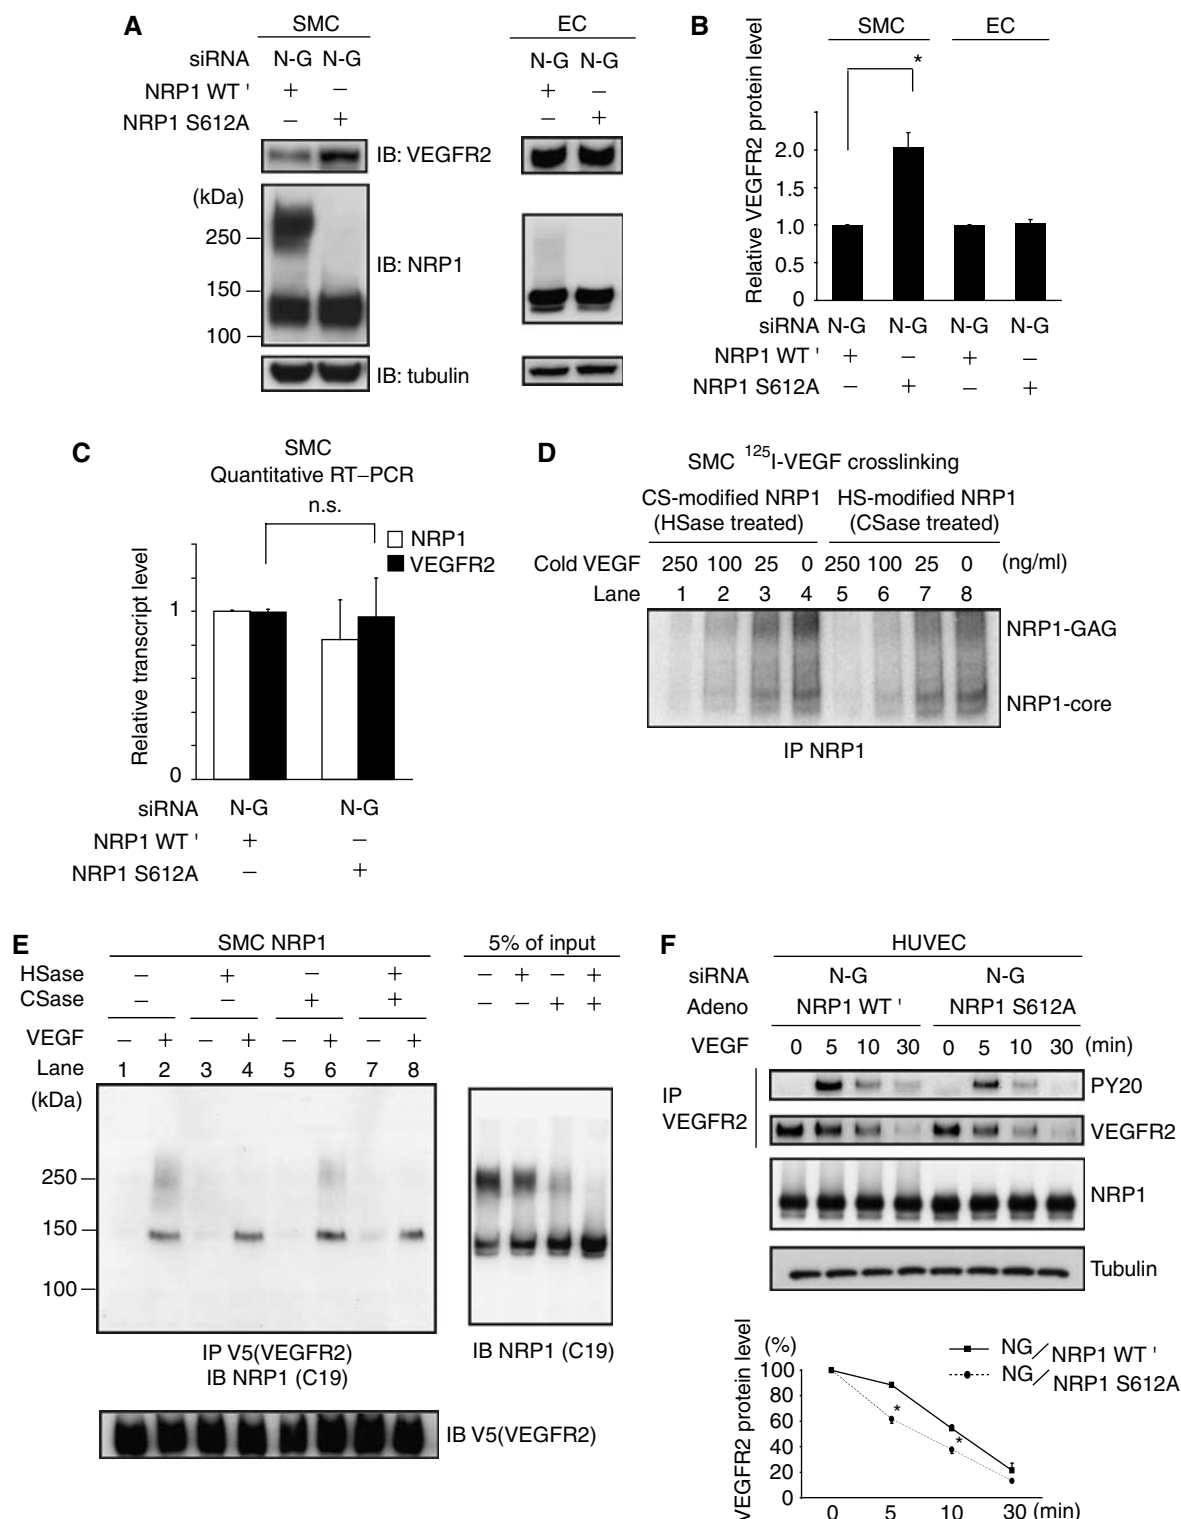 A
SMC
EC
siRNA N-G N-G N-G N-G
NRP1 WT ' + − + −
NRP1 S612A − + − +
IB: VEGFR2
(kDa)
250
150
100
IB: NRP1
IB: tubulin
B
SMC EC
*
Relative VEGFR2 protein level
2.0
1.5
1.0
0.5
0
siRNA N-G N-G N-G N-G
NRP1 WT ' + − + −
NRP1 S612A − + − +
C
SMC
Quantitative RT−PCR
n.s.
NRP1
VEGFR2
Relative transcript level
1
0
siRNA N-G N-G
NRP1 WT ' + −
NRP1 S612A − +
D
SMC 125I-VEGF crosslinking
CS-modified NRP1 HS-modified NRP1
(HSase treated) (CSase treated)
Cold VEGF 250 100 25 0 250 100 25 0 (ng/ml)
Lane 1 2 3 4 5 6 7 8
NRP1-GAG
NRP1-core
IP NRP1
E
SMC NRP1
5% of input
HSase − + − + − + − +
CSase − − + + − − + +
VEGF − + − + − + − +
Lane 1 2 3 4 5 6 7 8
(kDa)
250
150
100
IP V5(VEGFR2)
IB NRP1 (C19)
IB NRP1 (C19)
IB V5(VEGFR2)
F
HUVEC
siRNA N-G N-G
Adeno NRP1 WT ' NRP1 S612A
VEGF 0 5 10 30 0 5 10 30 (min)
IP
VEGFR2
PY20
VEGFR2
NRP1
Tubulin
VEGFR2 protein level
(%)
100
80
60
40
20
0
NG/NRP1 WT '
NG/NRP1 S612A
*
*
0 5 10 30 (min)